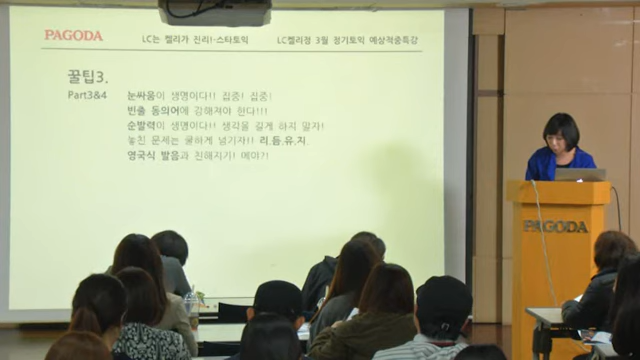 PAGODA
LC는 켈리가 진리!-스타토익
LC켈리정 3월 정기토익 예상적중특강
꿀팁3.
Part3&4
눈싸움이 생명이다!! 집중! 집중!
빈출 동의어에 강해져야 한다!!!
순발력이 생명이다!! 생각을 길게 하지 말자!
놓친 문제는 쿨하게 넘기자!! 리.듬.유.지.
영국식 발음과 친해지기! 메이?!
PAGODA